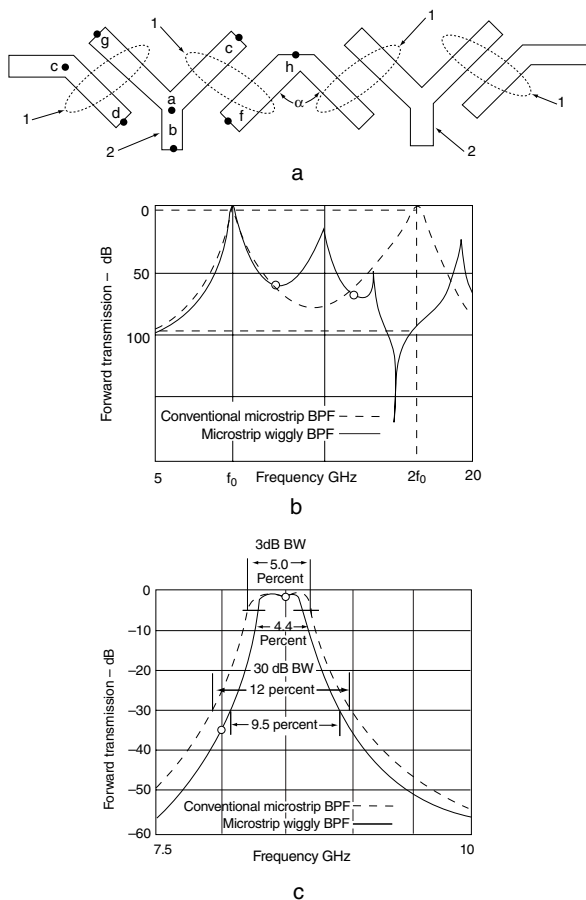 1
g
c
1
c
h
a
d
f
α
b
1
2
2
1
a
0
50
100
Forward transmission – dB
Conventional microstrip BPF
Microstrip wiggly BPF
5
f0
Frequency GHz
2f0
20
b
3dB BW
5.0
Percent
0
–10
–20
–30
–40
–50
–60
Forward transmission – dB
4.4
Percent
30 dB BW
12 percent
9.5 percent
Conventional microstrip BPF
Microstrip wiggly BPF
7.5
Frequency GHz
10
c